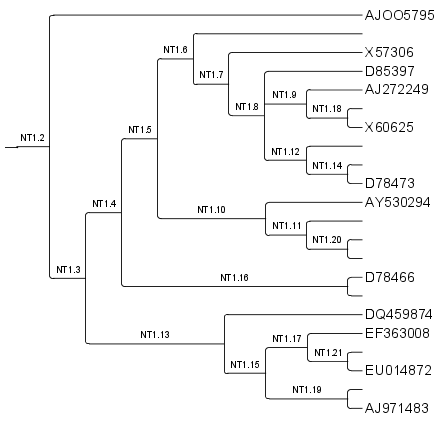 AJOO5795
NT1.6
X57306
D85397
NT1.7
NT1.9
AJ272249
NT1.8
NT1.18
X60625
NT1.5
NT1.2
NT1.12
NT1.14
D78473
NT1.4
AY530294
NT1.10
NT1.11
NT1.20
NT1.3
NT1.16
D78466
DQ459874
EF363008
NT1.13
NT1.17
NT1.21
NT1.15
EU014872
NT1.19
AJ971483